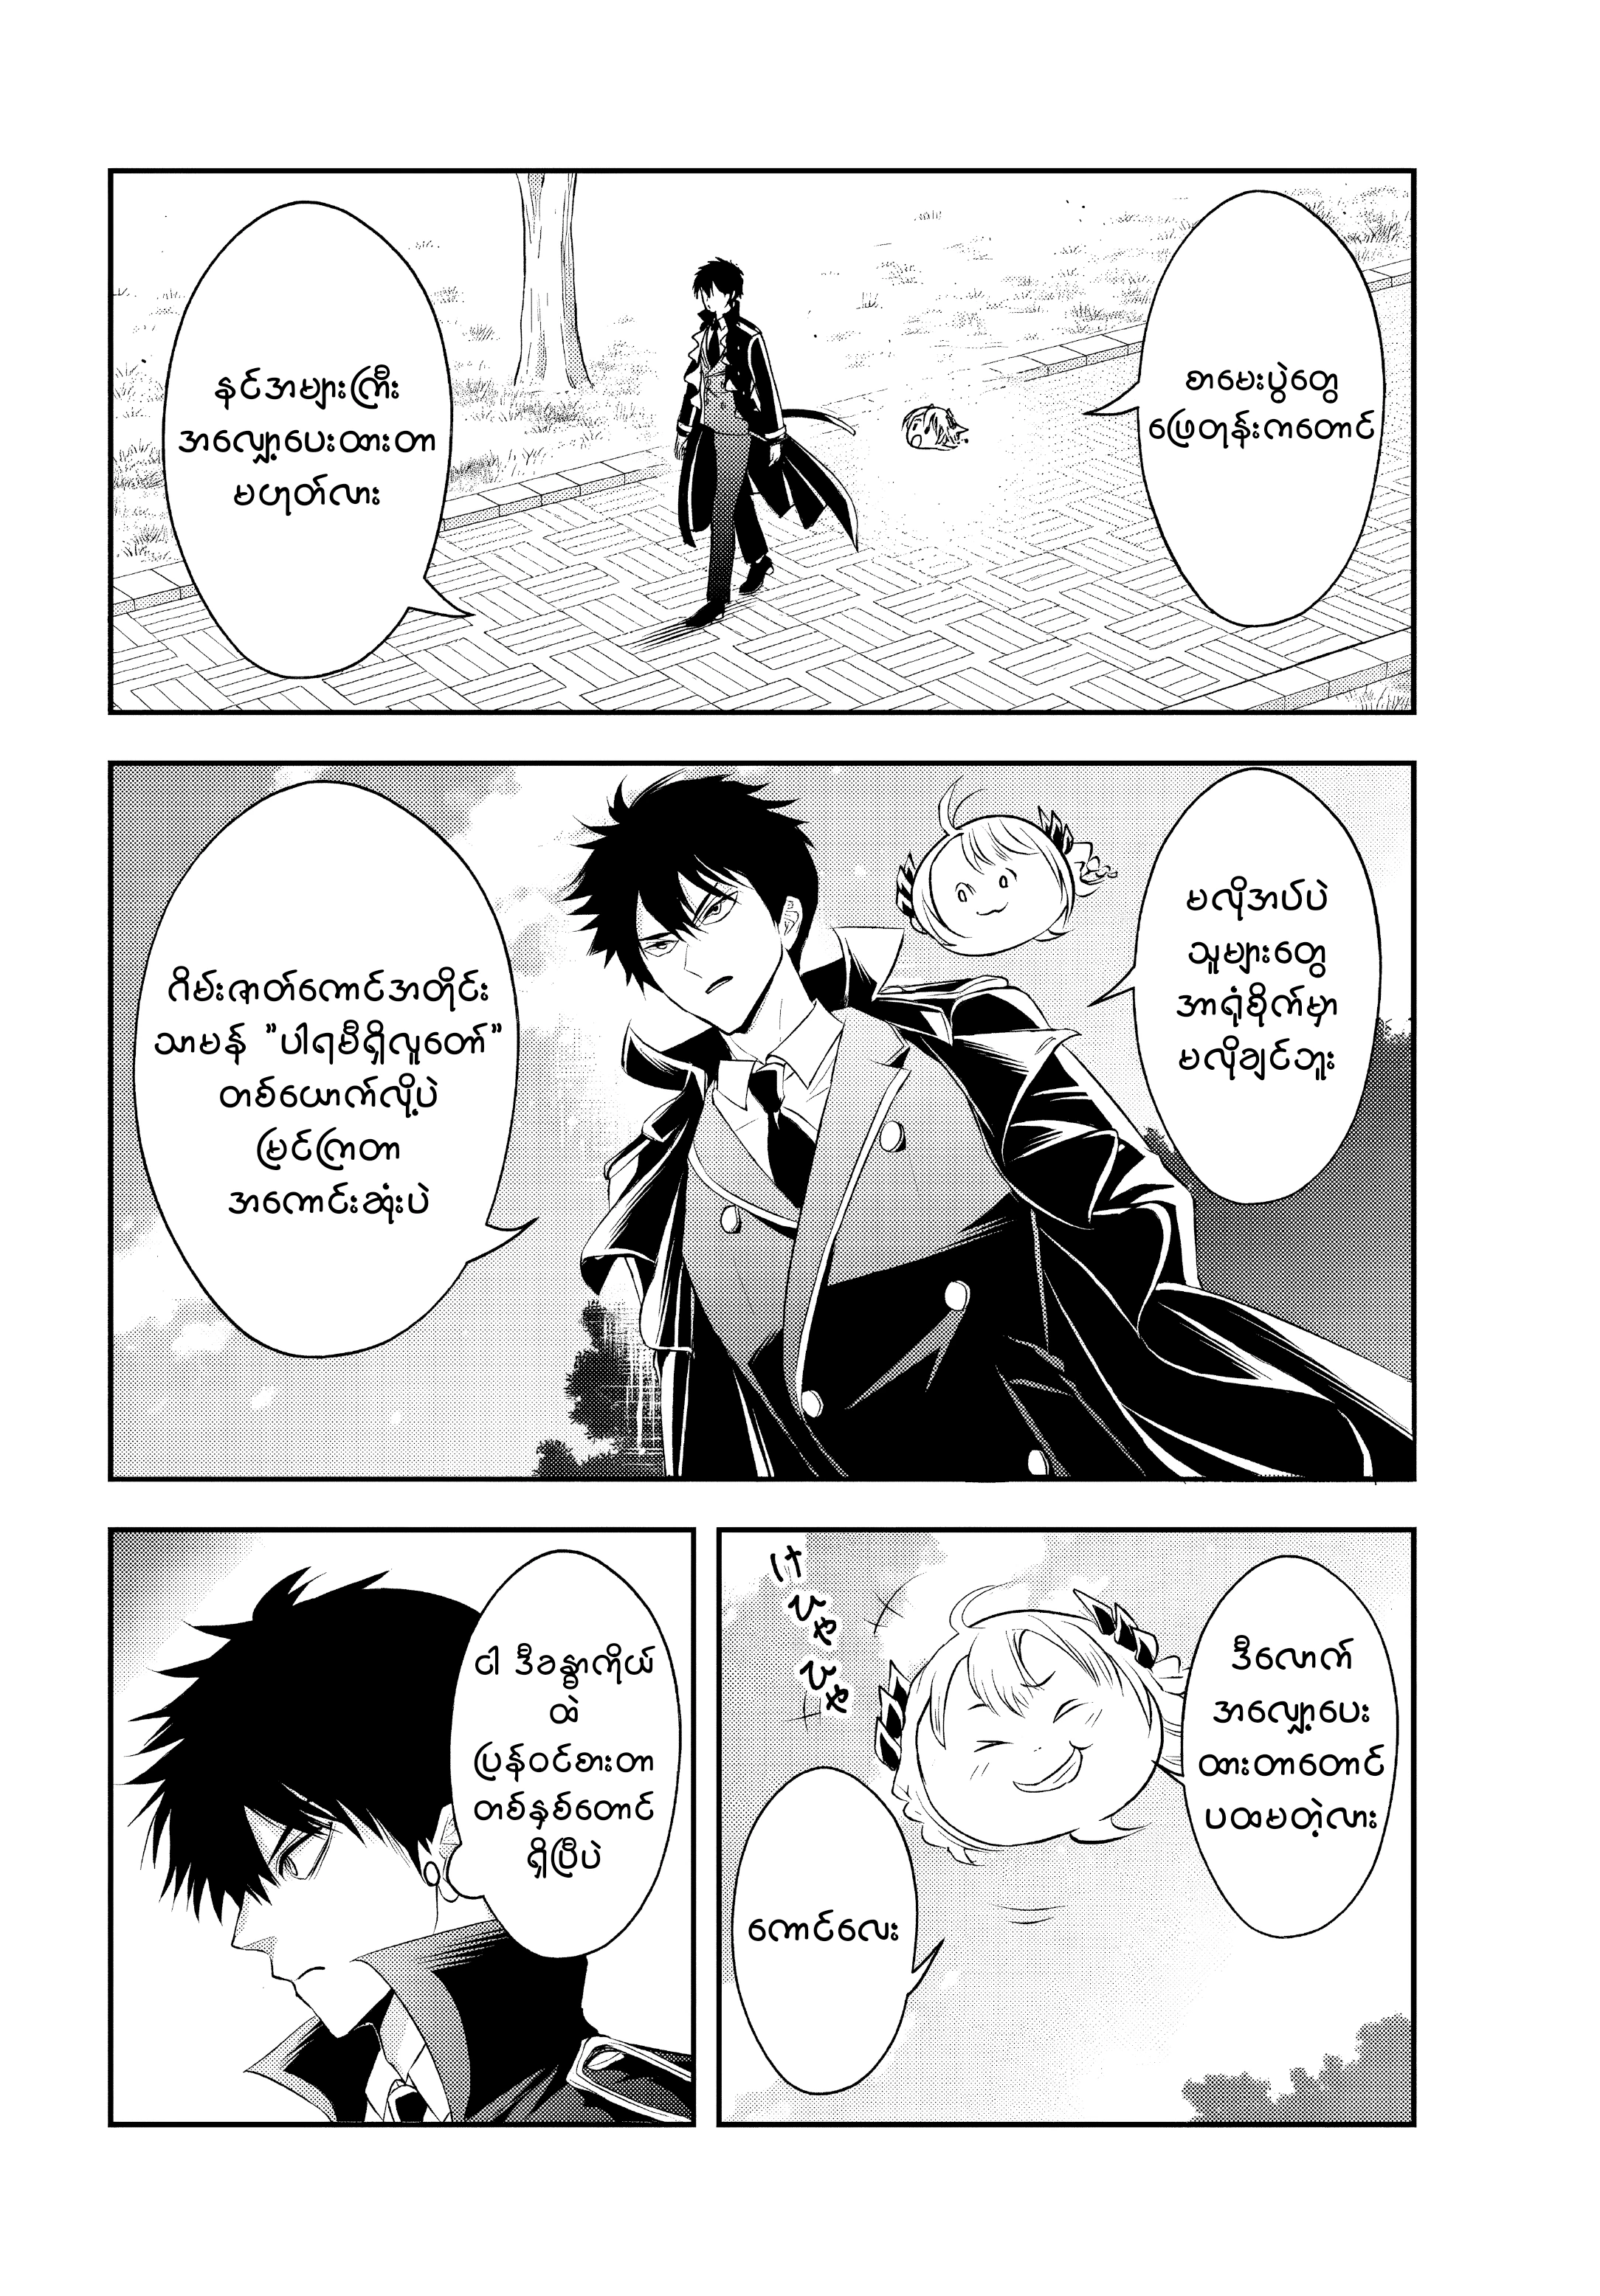 စာမေးပွဲတွေ
ဖြေတုန်းကတောင်
နင်အများကြီး
အလျှော့ပေးထားတာ
မဟုတ်လား
မလိုအပ်ပဲ
သူများတွေ
အာရုံစိုက်မှာ
မလိုချင်ဘူး
ဂိမ်းဇာတ်ကောင်အတိုင်း
သာမန် "ပါရမီရှိလူတော်"
တစ်ယောက်လို့ပဲ
မြင်ကြတာ
အကောင်းဆုံးပဲ
ဒီလောက်
အလျှော့ပေး
ထားတာတောင်
ပထမတဲ့လား
けひゃひゃ
ကောင်လေး
ငါ ဒီခန္ဓာကိုယ်
ထဲ
ပြန်ဝင်စားတာ
တစ်နှစ်တောင်
ရှိပြီပဲ